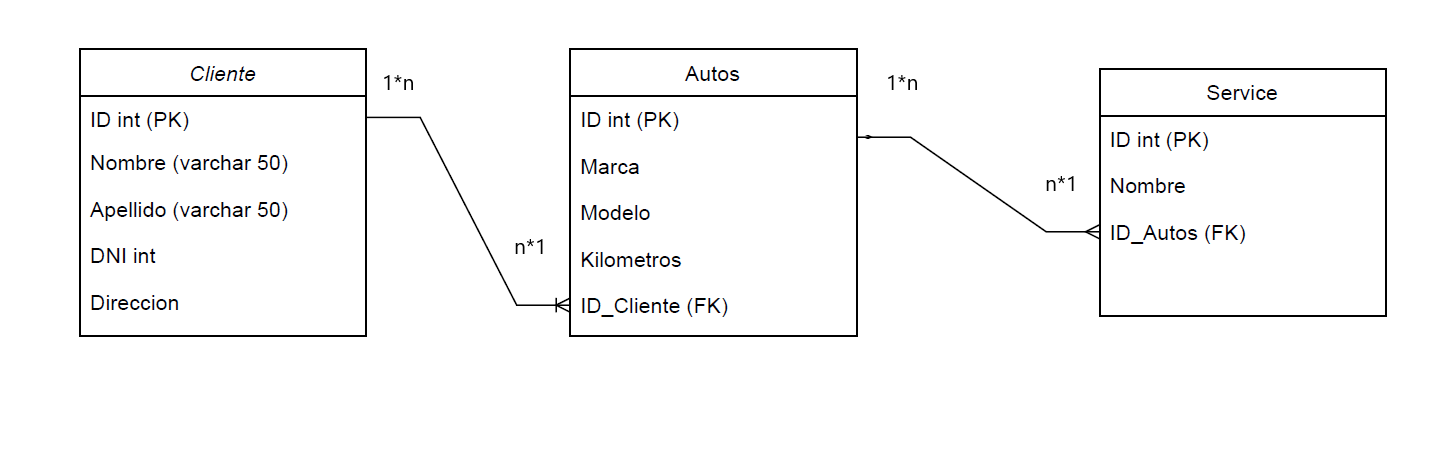 Cliente
ID int (PK)
Nombre (varchar 50)
Apellido (varchar 50)
DNI int
Direccion
1*n
n*1
Autos
ID int (PK)
Marca
Modelo
Kilometros
ID_Cliente (FK)
1*n
n*1
Service
ID int (PK)
Nombre
ID_Autos (FK)